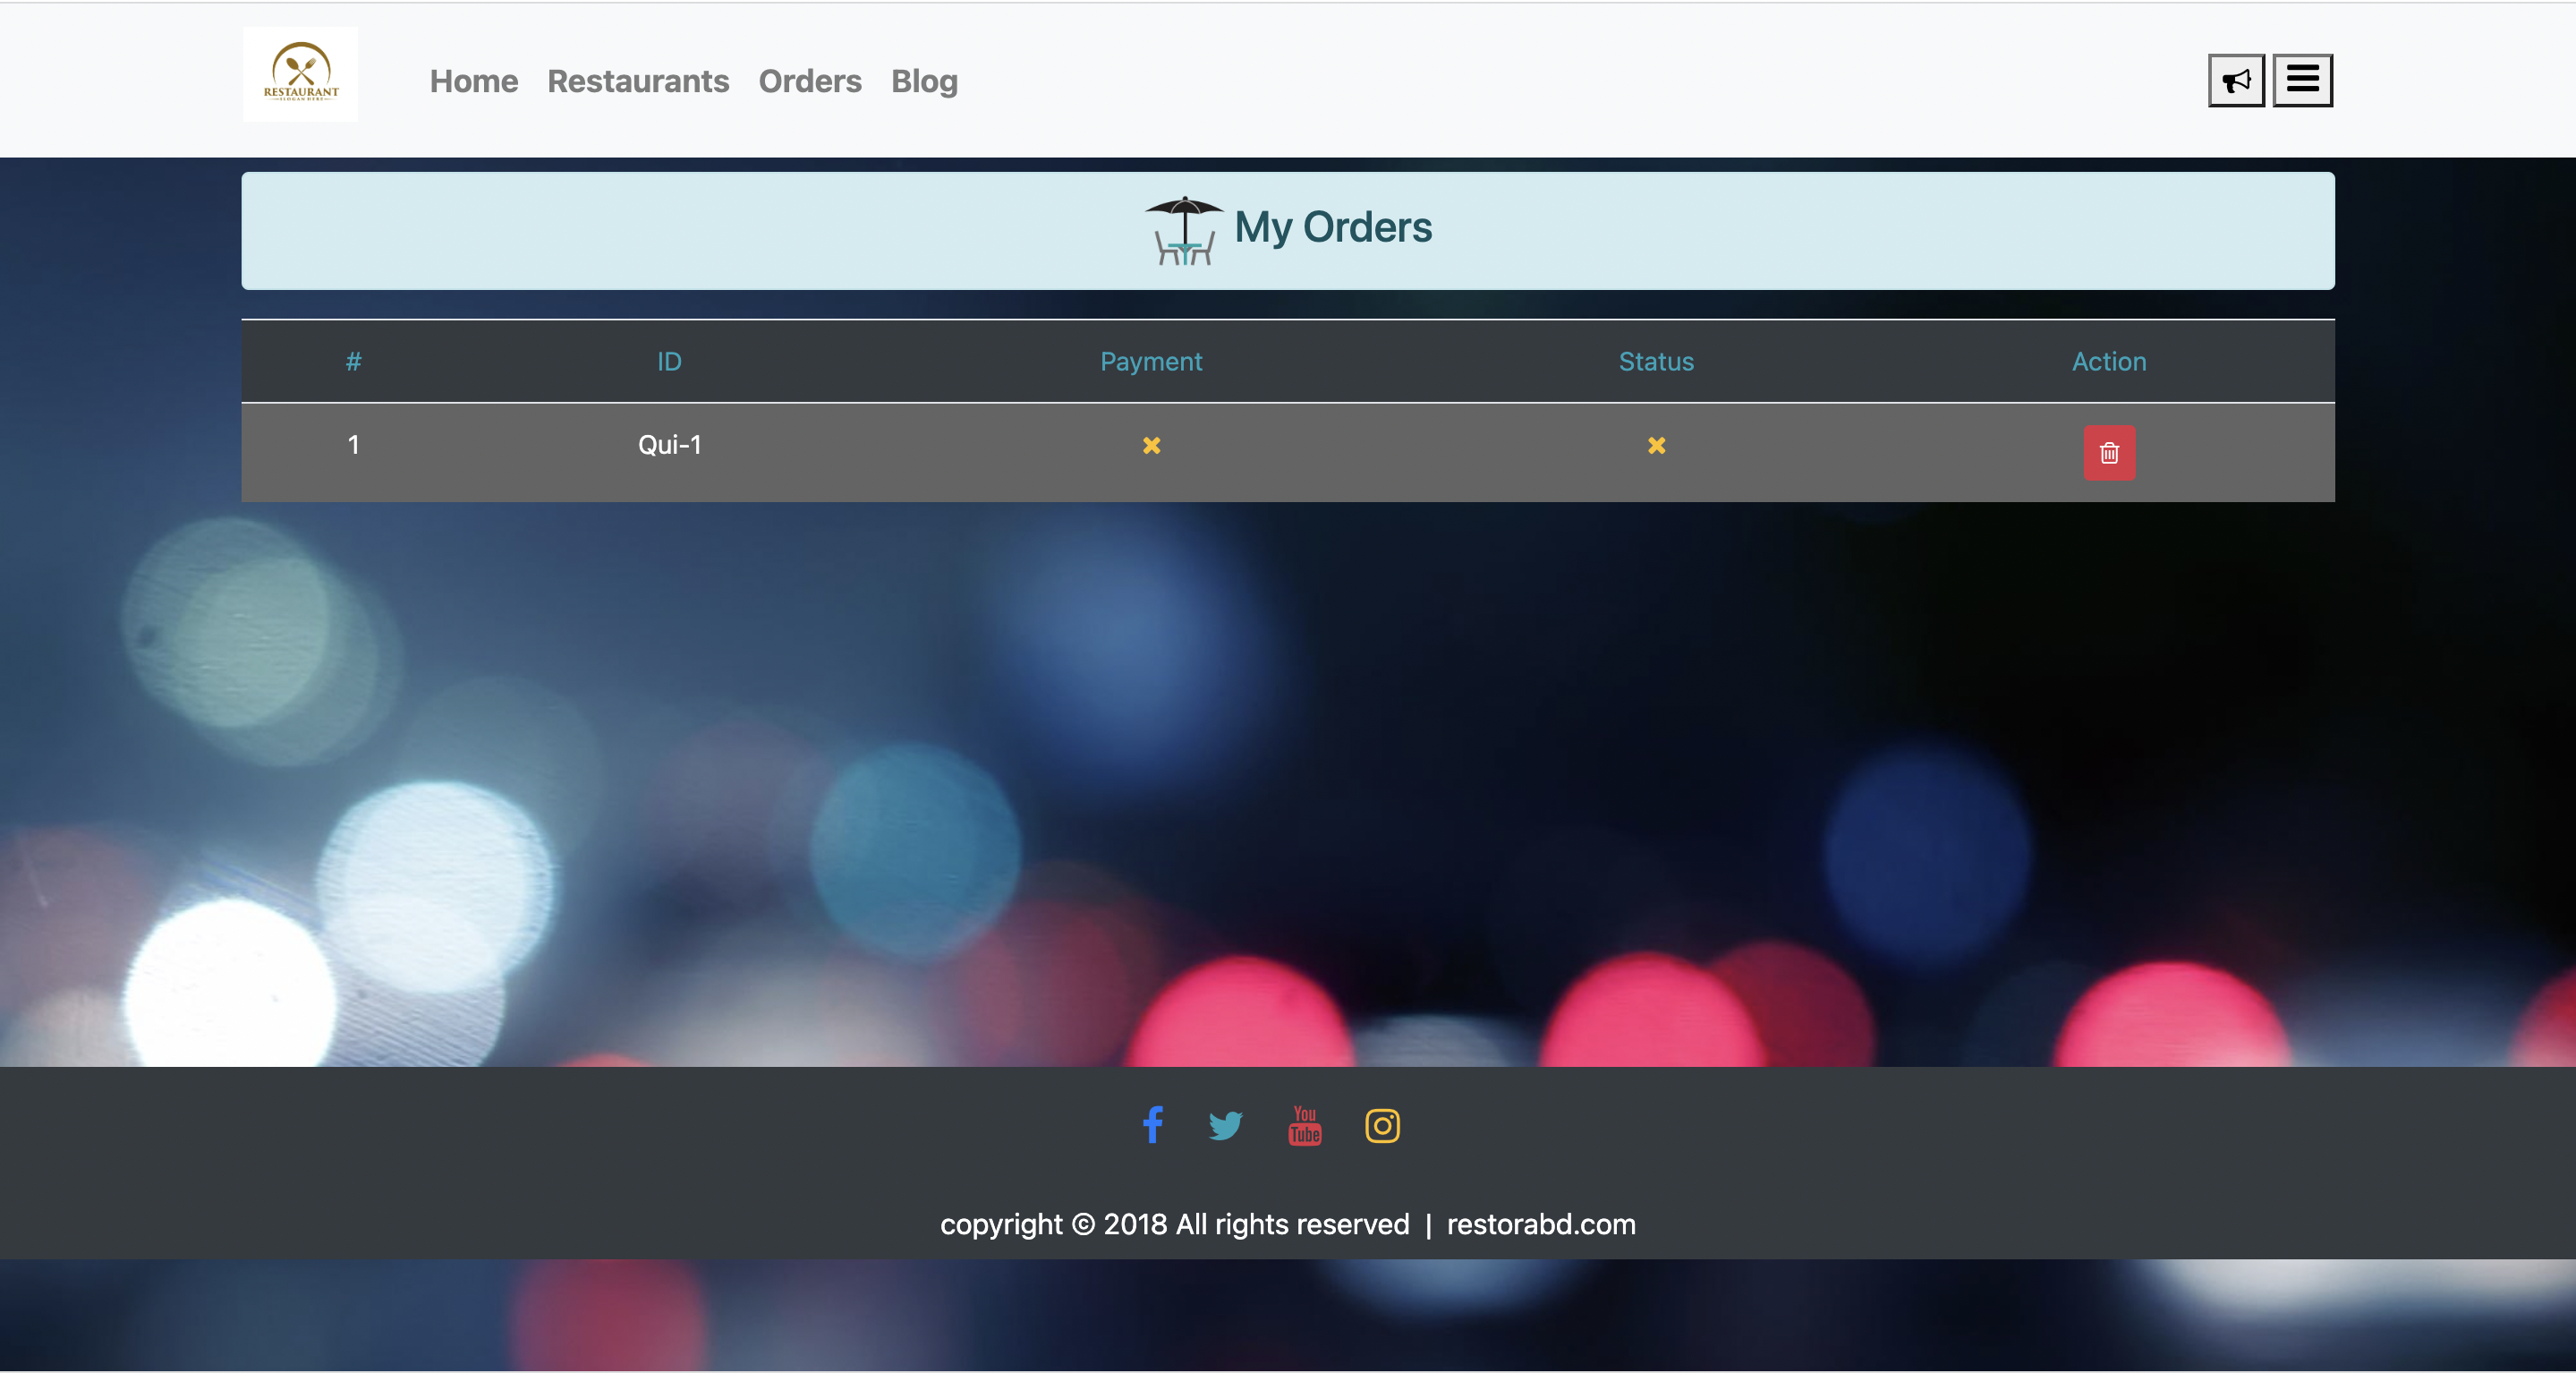 RESTAURANT
Home Restaurants Orders Blog
My Orders
# ID Payment Status Action
1 Qui-1
You
Tube
copyright © 2018 All rights reserved | restorabd.com